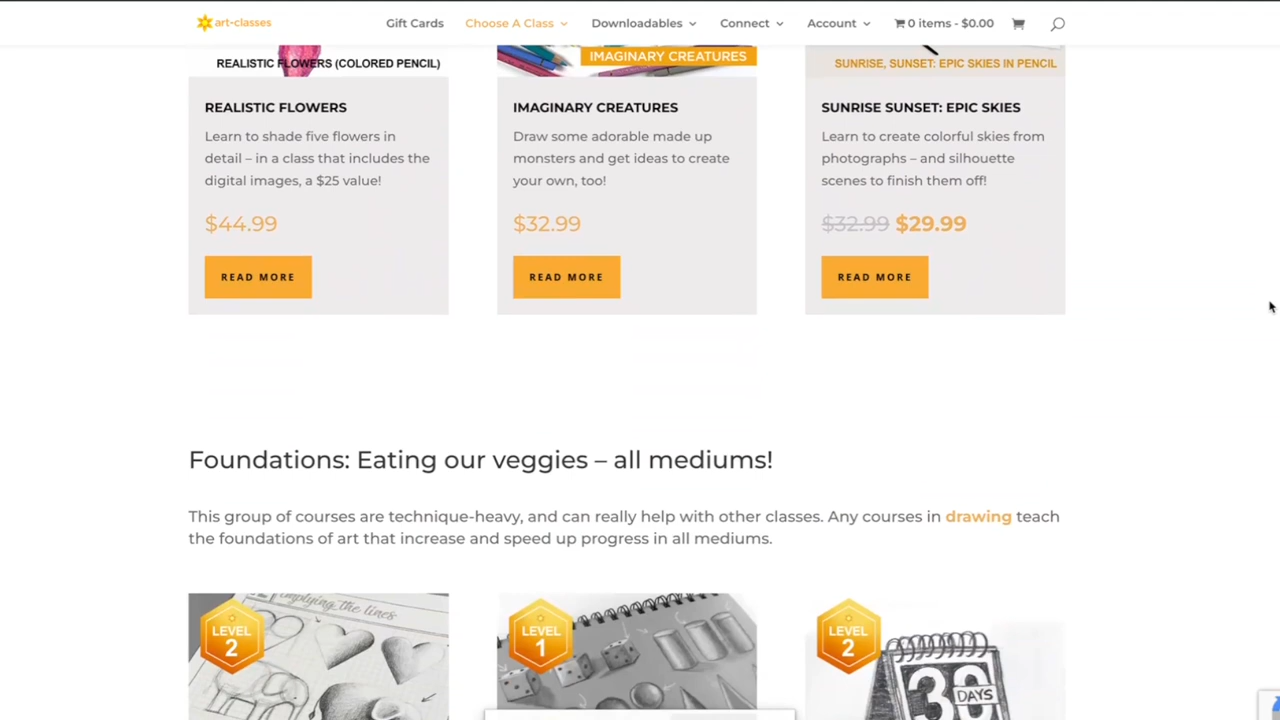 art-classes
Gift Cards
Choose A Class
Downloadables
Connect
Account
0 items - $0.00
REALISTIC FLOWERS (COLORED PENCIL)
IMAGINARY CREATURES
SUNRISE, SUNSET: EPIC SKIES IN PENCIL
REALISTIC FLOWERS
Learn to shade five flowers in
detail – in a class that includes the
digital images, a $25 value!
$44.99
READ MORE
IMAGINARY CREATURES
Draw some adorable made up
monsters and get ideas to create
your own, too!
$32.99
READ MORE
SUNRISE SUNSET: EPIC SKIES
Learn to create colorful skies from
photographs – and silhouette
scenes to finish them off!
$32.99 $29.99
READ MORE
Foundations: Eating our veggies – all mediums!
This group of courses are technique-heavy, and can really help with other classes. Any courses in drawing teach
the foundations of art that increase and speed up progress in all mediums.
LEVEL
2
the lines
LEVEL
1
LEVEL
2
30
DAYS